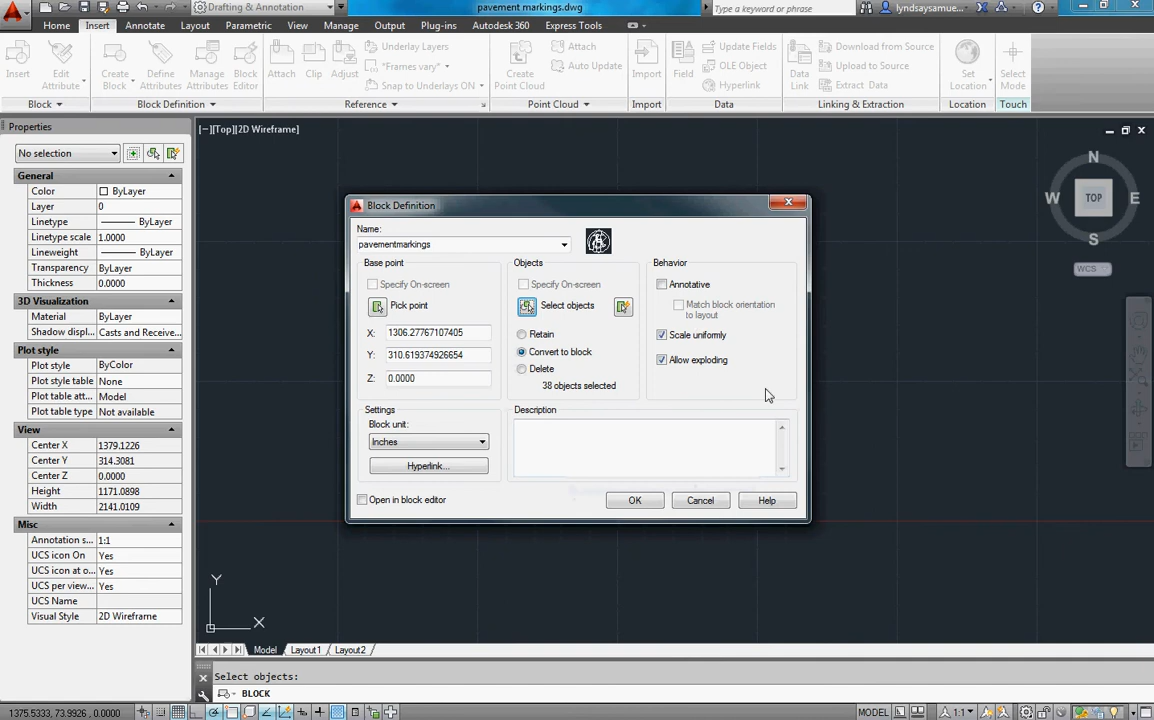 Drafting & Annotation
pavement markings.dwg
Type a keyword or phrase
lyndsaysamue...
Home Insert Annotate Layout Parametric View Manage Output Plug-ins Autodesk 360 Express Tools
Insert
Edit Attribute
Create Block
Define Attributes
Manage Attributes
Block Editor
Attach
Clip
Adjust
Underlay Layers
*Frames vary*
Snap to Underlays ON
Create Point Cloud
Attach
Auto Update
Import
Field
Update Fields
OLE Object
Hyperlink
Data Link
Download from Source
Upload to Source
Extract Data
Set Location
Select Mode
Block Block Definition Reference Point Cloud Import Data Linking & Extraction Location Touch
Properties
No selection
General
Color ByLayer
Layer 0
Linetype ByLayer
Linetype scale 1.0000
Lineweight ByLayer
Transparency ByLayer
Thickness 0.0000
3D Visualization
Material ByLayer
Shadow displ... Casts and Receive...
Plot style
Plot style ByColor
Plot style table None
Plot table att... Model
Plot table type Not available
View
Center X 1379.1226
Center Y 314.3081
Center Z 0.0000
Height 1171.0898
Width 2141.0109
Misc
Annotation s... 1:1
UCS icon On Yes
UCS icon at o... Yes
UCS per view... Yes
UCS Name
Visual Style 2D Wireframe
[−][Top][2D Wireframe]
N
W TOP E
S
WCS
Block Definition
Name:
pavementmarkings
Base point
Specify On-screen
Pick point
X: 1306.27767107405
Y: 310.619374926654
Z: 0.0000
Objects
Specify On-screen
Select objects
Retain
Convert to block
Delete
38 objects selected
Behavior
Annotative
Match block orientation
to layout
Scale uniformly
Allow exploding
Settings
Block unit:
Inches
Hyperlink...
Description
Open in block editor
OK Cancel Help
Y
X
Model Layout1 Layout2
Select objects:
BLOCK
1375.5333, 73.9926 , 0.0000
MODEL
1:1